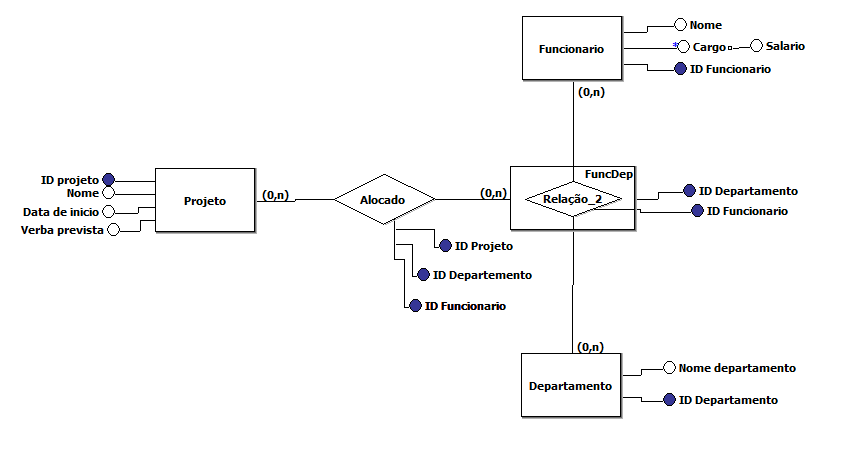 Nome
Funcionario
* Cargo
Salario
ID Funcionario
(0,n)
FuncDep
ID projeto
Nome
Projeto
(0,n)
Alocado
(0,n)
Relação_2
ID Departamento
ID Funcionario
Data de inicio
Verba prevista
ID Projeto
ID Departemento
ID Funcionario
(0,n)
Nome departamento
Departamento
ID Departamento